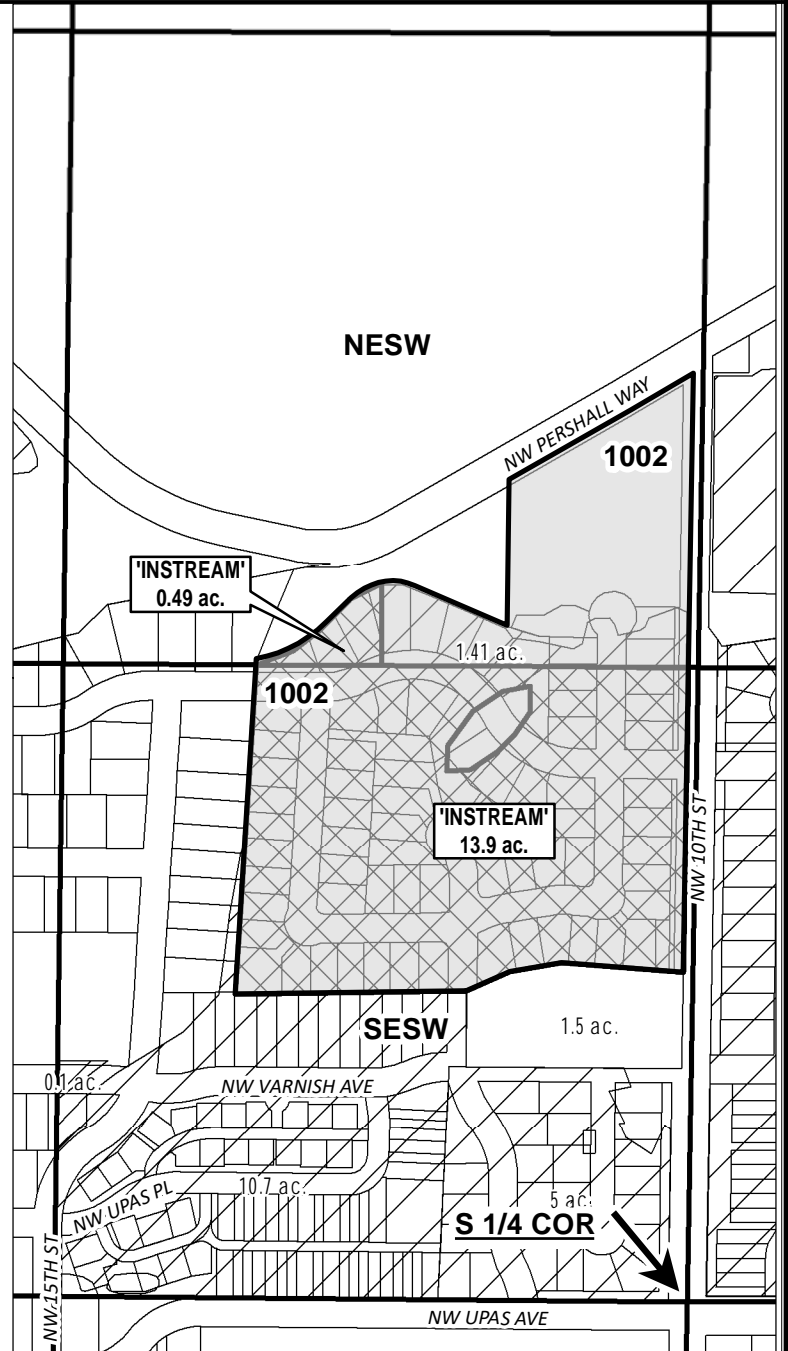 NESW
NW PERSHALL WAY
1002
'INSTREAM'
0.49 ac.
1.41 ac.
1002
'INSTREAM'
13.9 ac.
NW 10TH ST
SESW
1.5 ac.
0.1 ac.
NW VARNISH AVE
10.7 ac.
NW UPAS PL
5 ac.
S 1/4 COR
NW 15TH ST
NW UPAS AVE